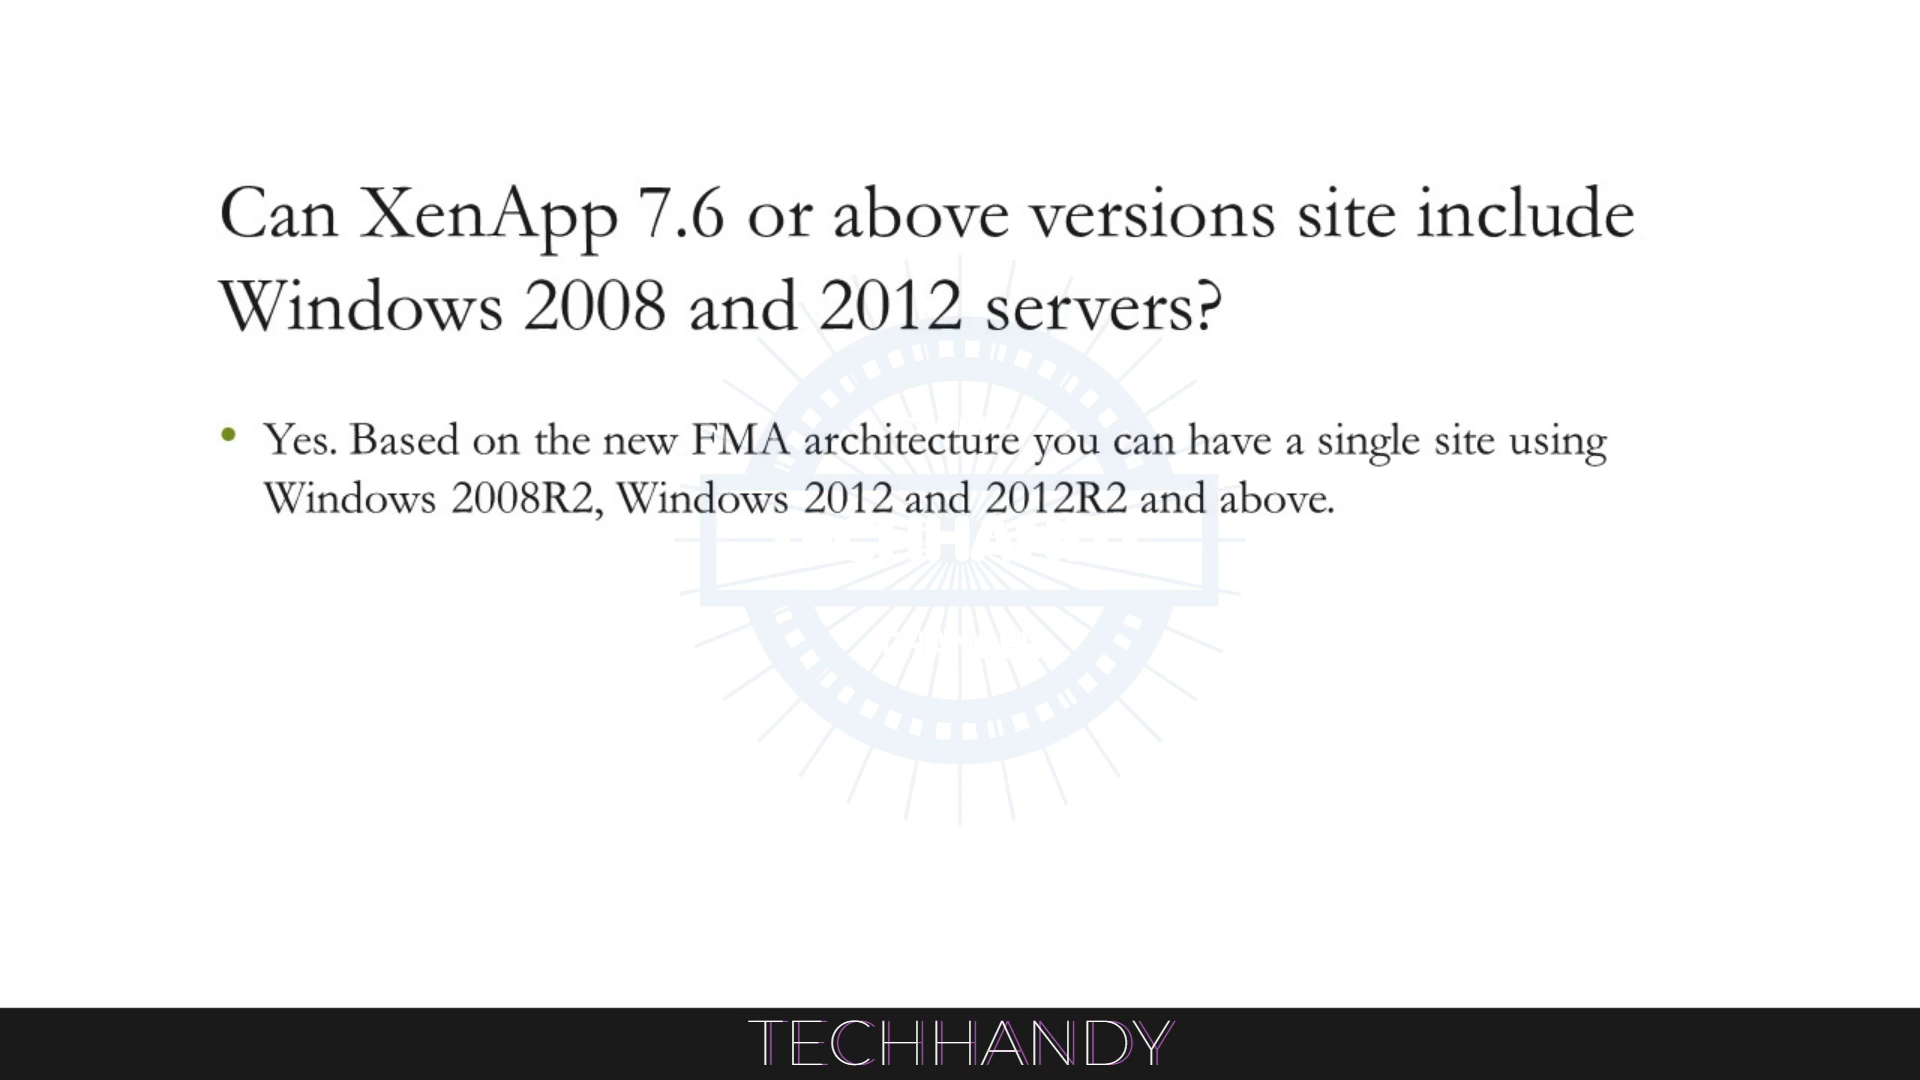 Can XenApp 7.6 or above versions site include
Windows 2008 and 2012 servers?
• Yes. Based on the new FMA architecture you can have a single site using
Windows 2008R2, Windows 2012 and 2012R2 and above.
TECHHANDY